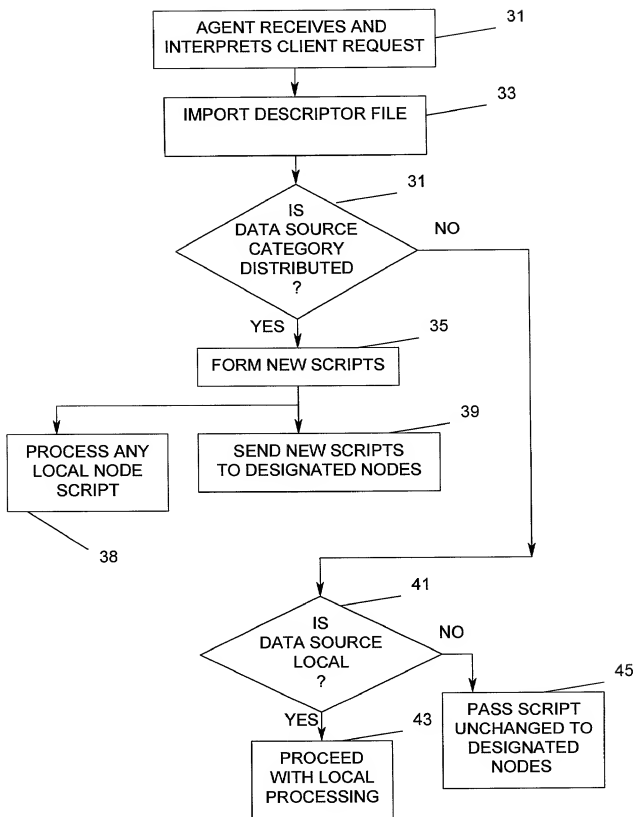 AGENT RECEIVES AND
INTERPRETS CLIENT REQUEST
31
IMPORT DESCRIPTOR FILE
33
31
IS
DATA SOURCE
CATEGORY
DISTRIBUTED
?
NO
YES
35
FORM NEW SCRIPTS
39
PROCESS ANY
LOCAL NODE
SCRIPT
38
SEND NEW SCRIPTS
TO DESIGNATED NODES
41
IS
DATA SOURCE
LOCAL
?
NO
YES
45
PASS SCRIPT
UNCHANGED TO
DESIGNATED
NODES
43
PROCEED
WITH LOCAL
PROCESSING